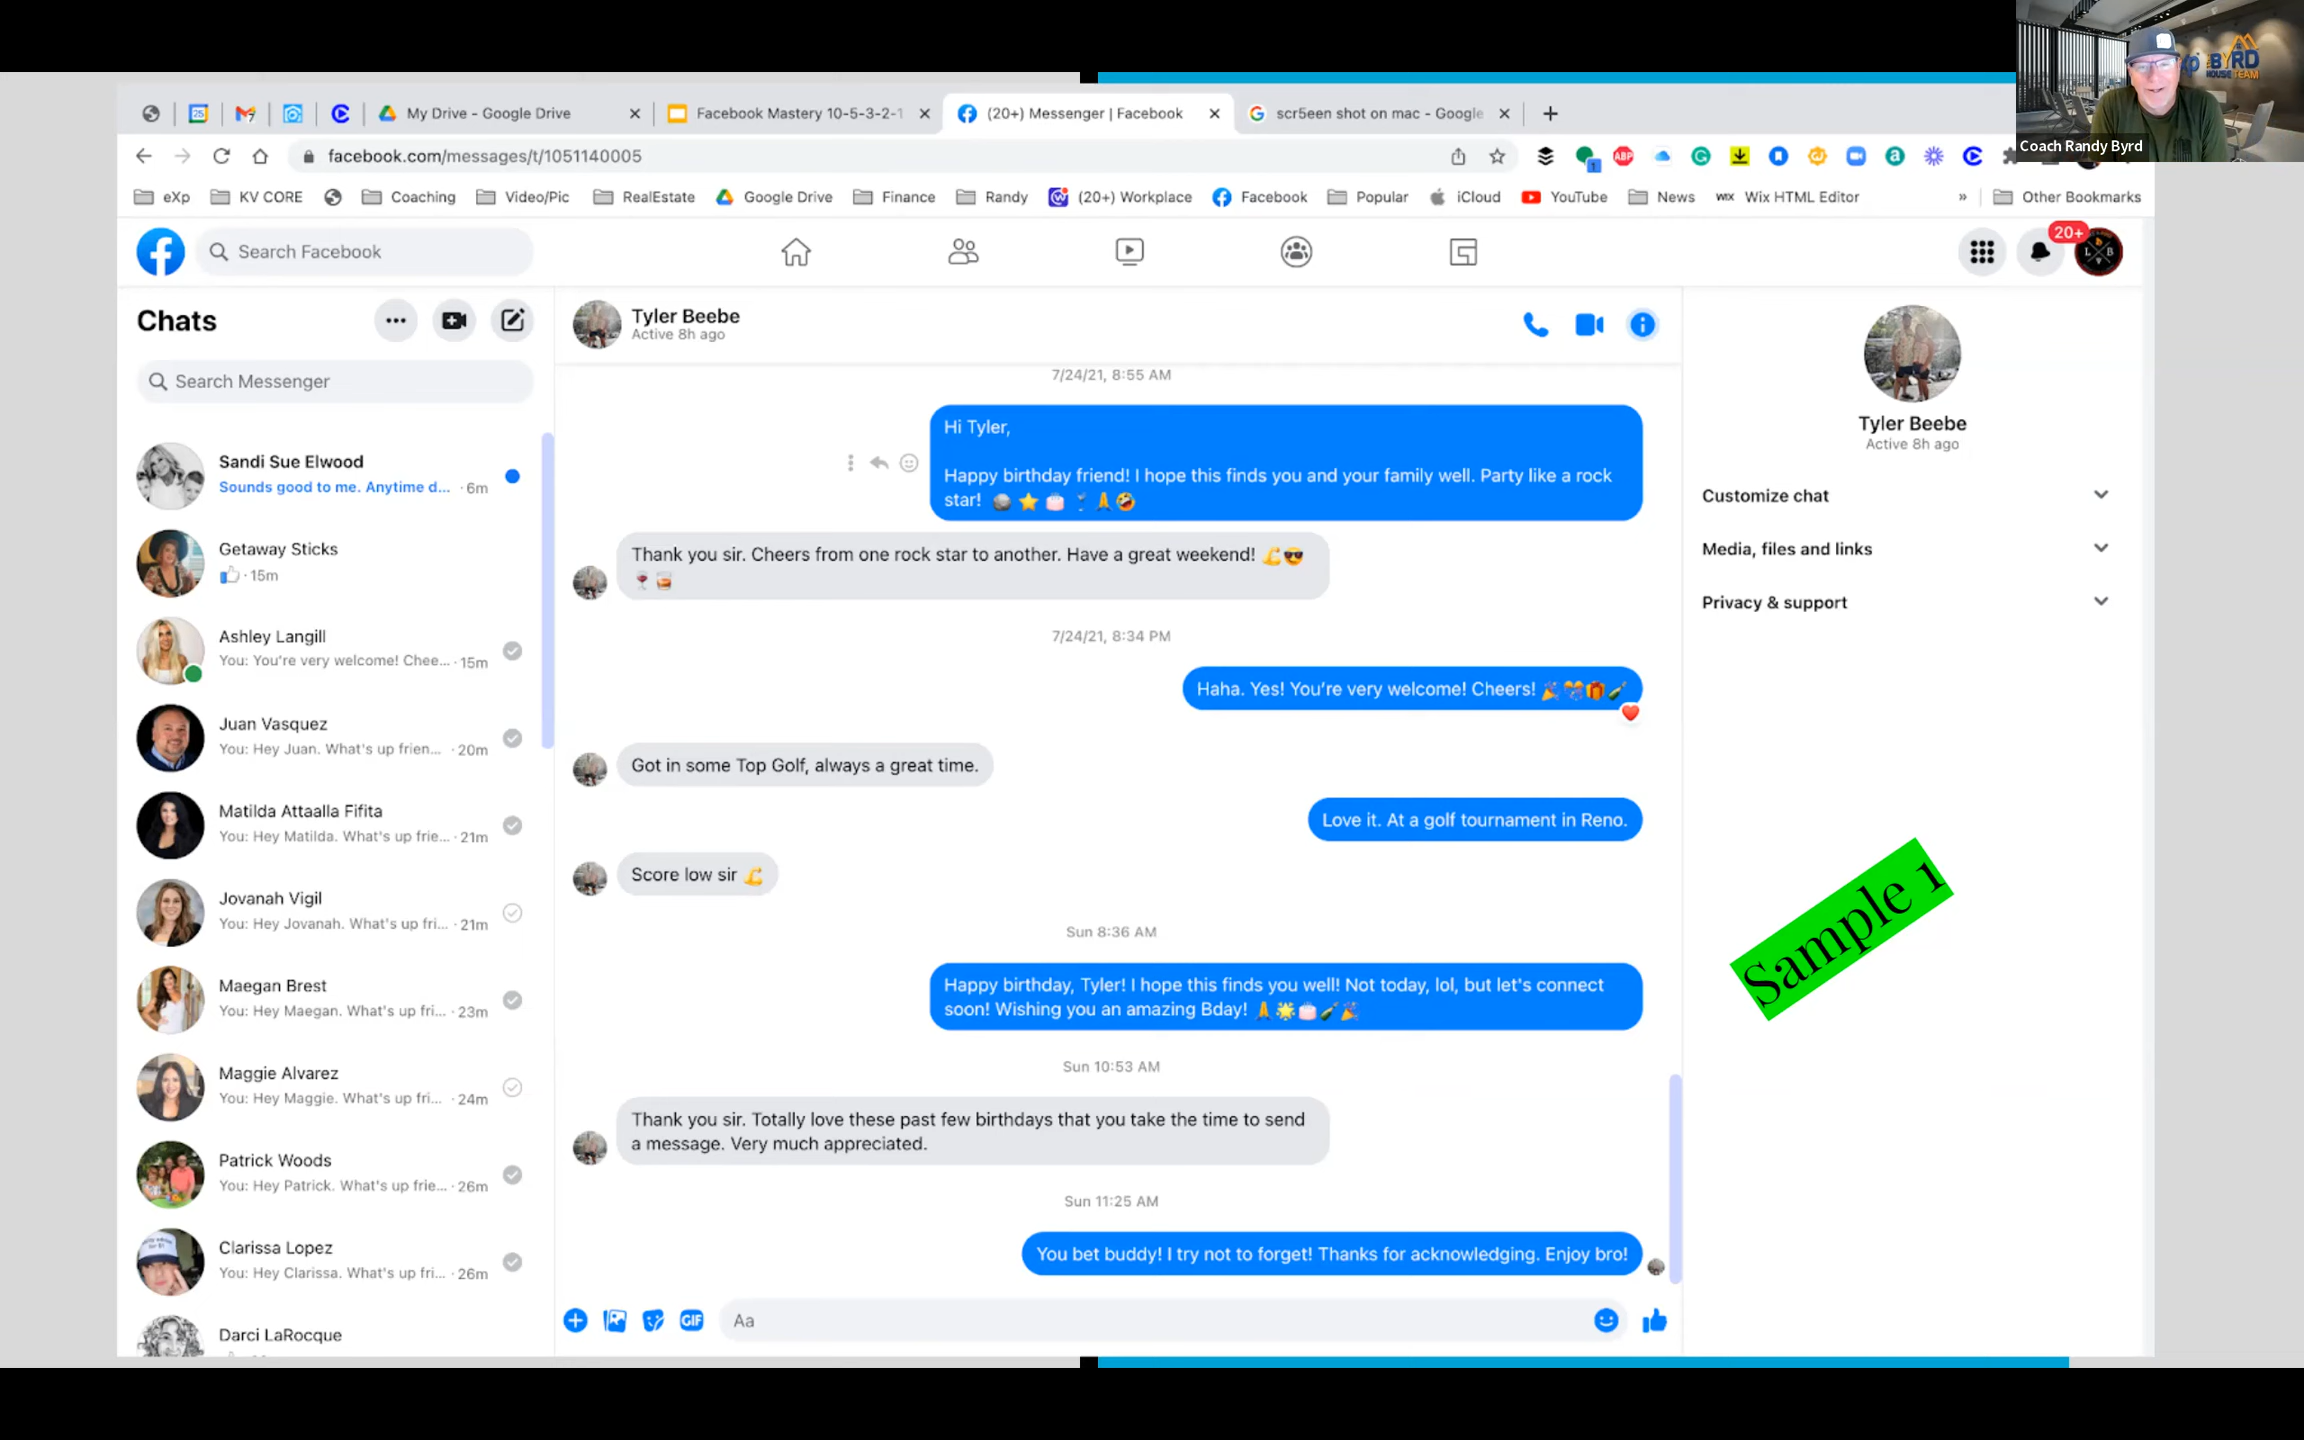 BYRD
HOUSE TEAM
Coach Randy Byrd
My Drive - Google Drive
Facebook Mastery 10-5-3-2-1
(20+) Messenger | Facebook
scr5een shot on mac - Google
facebook.com/messages/t/1051140005
ABP
eXp
KV CORE
Coaching
Video/Pic
RealEstate
Google Drive
Finance
Randy
(20+) Workplace
Facebook
Popular
iCloud
YouTube
News
WIX
Wix HTML Editor
»
Other Bookmarks
Search Facebook
20+
Chats
Search Messenger
Sandi Sue Elwood
Sounds good to me. Anytime d... · 6m
Getaway Sticks
👍 · 15m
Ashley Langill
You: You're very welcome! Chee... · 15m
Juan Vasquez
You: Hey Juan. What's up frien... · 20m
Matilda Attaalla Fifita
You: Hey Matilda. What's up frie... · 21m
Jovanah Vigil
You: Hey Jovanah. What's up fri... · 21m
Maegan Brest
You: Hey Maegan. What's up fri... · 23m
Maggie Alvarez
You: Hey Maggie. What's up fri... · 24m
Patrick Woods
You: Hey Patrick. What's up frie... · 26m
Clarissa Lopez
You: Hey Clarissa. What's up fri... · 26m
Darci LaRocque
Tyler Beebe
Active 8h ago
7/24/21, 8:55 AM
Hi Tyler,
Happy birthday friend! I hope this finds you and your family well. Party like a rock
star!
Thank you sir. Cheers from one rock star to another. Have a great weekend! 💪😎
🍷🥃
7/24/21, 8:34 PM
Haha. Yes! You're very welcome! Cheers! 🎉🎊🎁🍾
Got in some Top Golf, always a great time.
Love it. At a golf tournament in Reno.
Score low sir 💪
Sun 8:36 AM
Happy birthday, Tyler! I hope this finds you well! Not today, lol, but let's connect
soon! Wishing you an amazing Bday! 🙏🌟🎂🍾🎉
Sun 10:53 AM
Thank you sir. Totally love these past few birthdays that you take the time to send
a message. Very much appreciated.
Sun 11:25 AM
You bet buddy! I try not to forget! Thanks for acknowledging. Enjoy bro!
GIF
Aa
Tyler Beebe
Active 8h ago
Customize chat
Media, files and links
Privacy & support
Sample 1